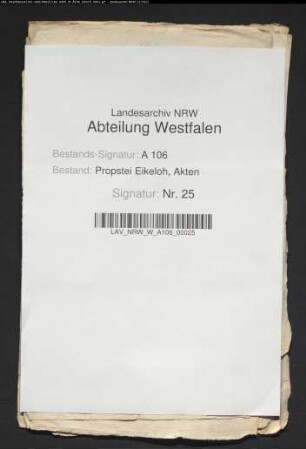 Landesarchiv NRW
Abteilung Westfalen
Bestands-Signatur: A 106
Bestand: Propstei Eikeloh, Akten
Signatur: Nr. 25
LAV_NRW_W_A106_00025